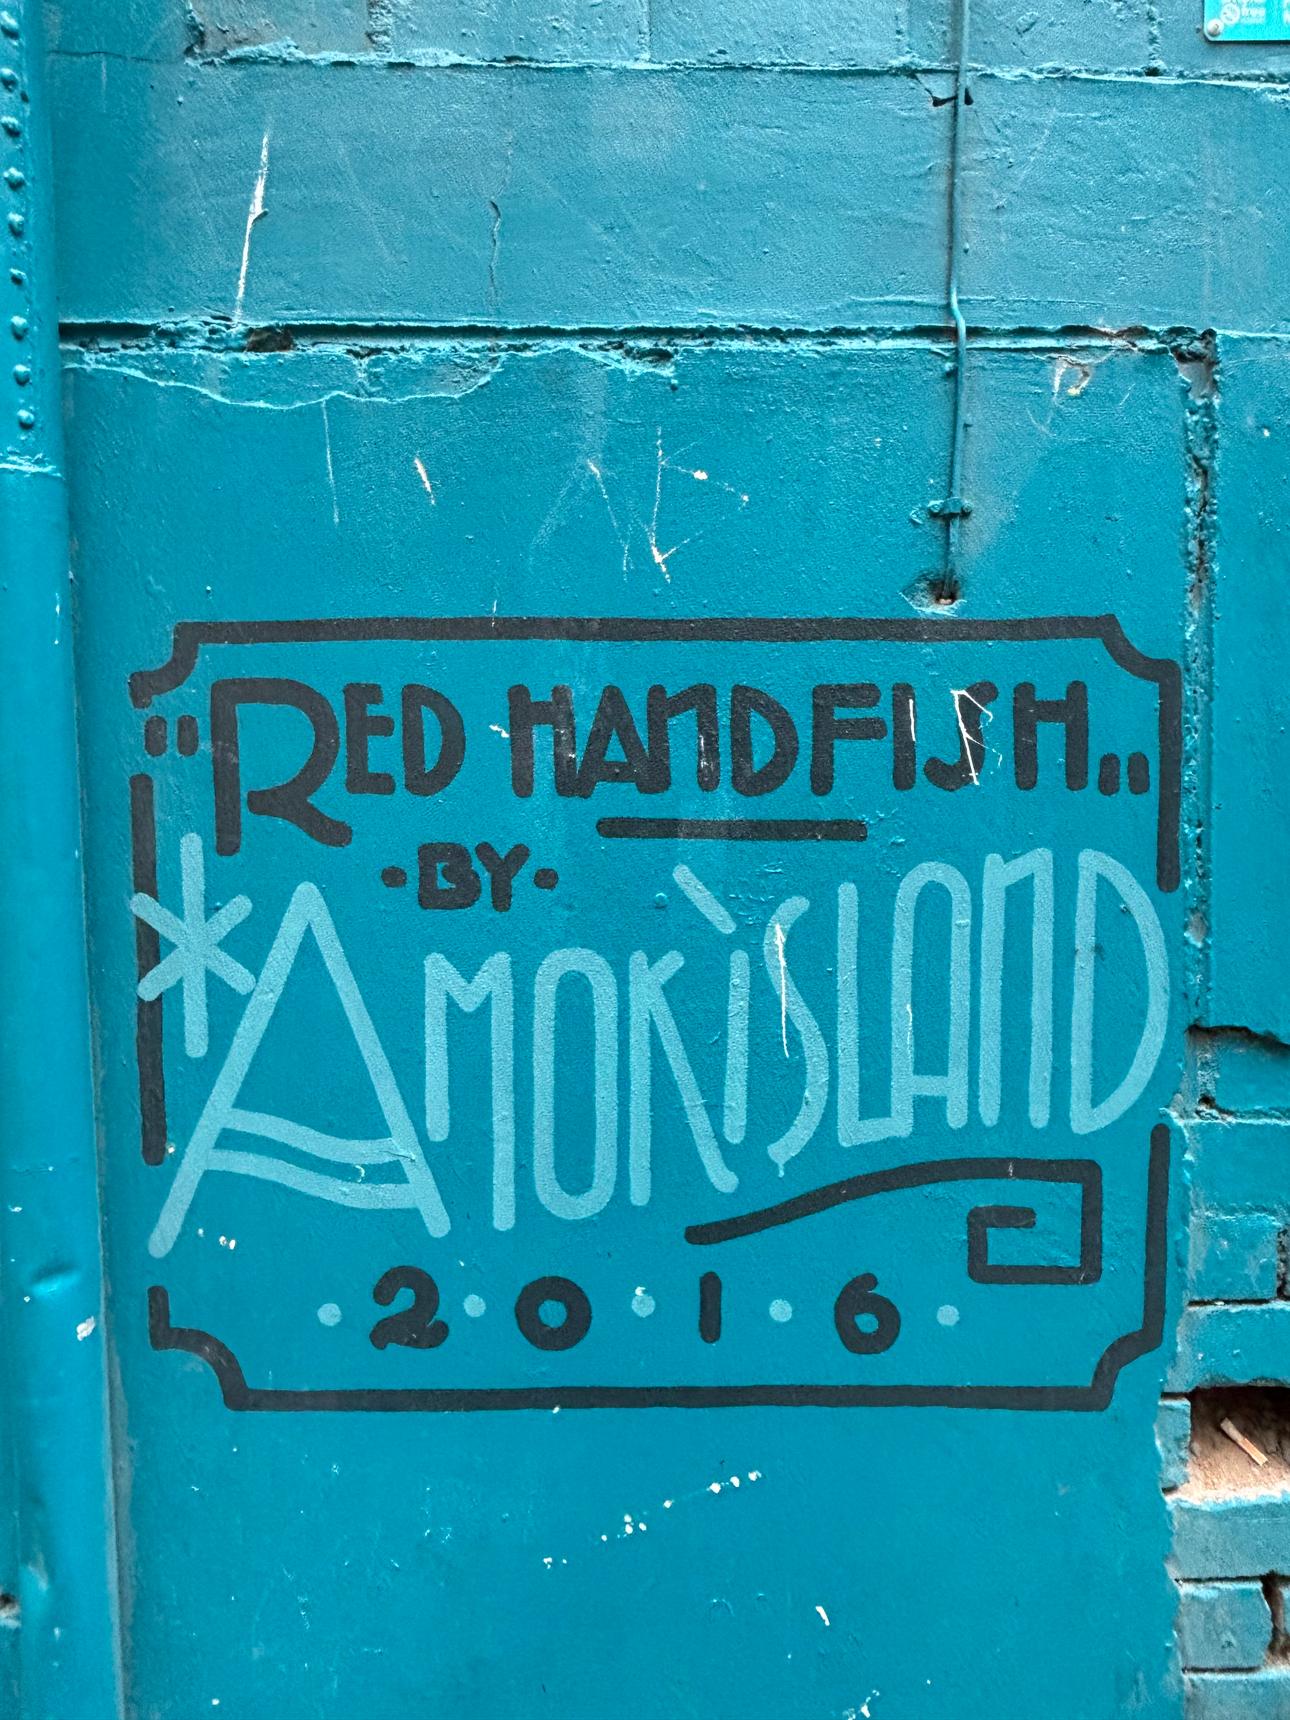 "RED HANDFISH„
·BY·
*AMOKISLAND
·2·0·1·6·